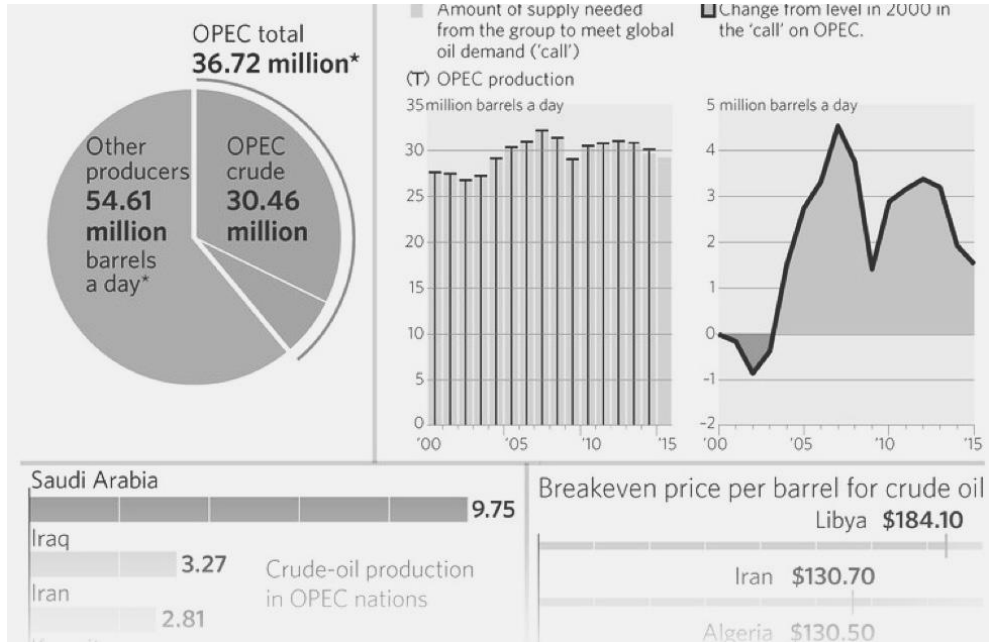 OPEC total
36.72 million*
Other
producers
54.61
million
barrels
a day*
OPEC
crude
30.46
million
Amount of supply needed
from the group to meet global
oil demand ('call')
(T) OPEC production
35 million barrels a day
30
25
20
15
10
5
0
'00
'05
'10
'15
Change from level in 2000 in
the 'call' on OPEC.
5 million barrels a day
4
3
2
1
0
-1
-2
'00
'05
'10
'15
Saudi Arabia
9.75
Iraq
3.27
Iran
2.81
Crude-oil production
in OPEC nations
Breakeven price per barrel for crude oil
Libya $184.10
Iran $130.70
Algeria $130.50